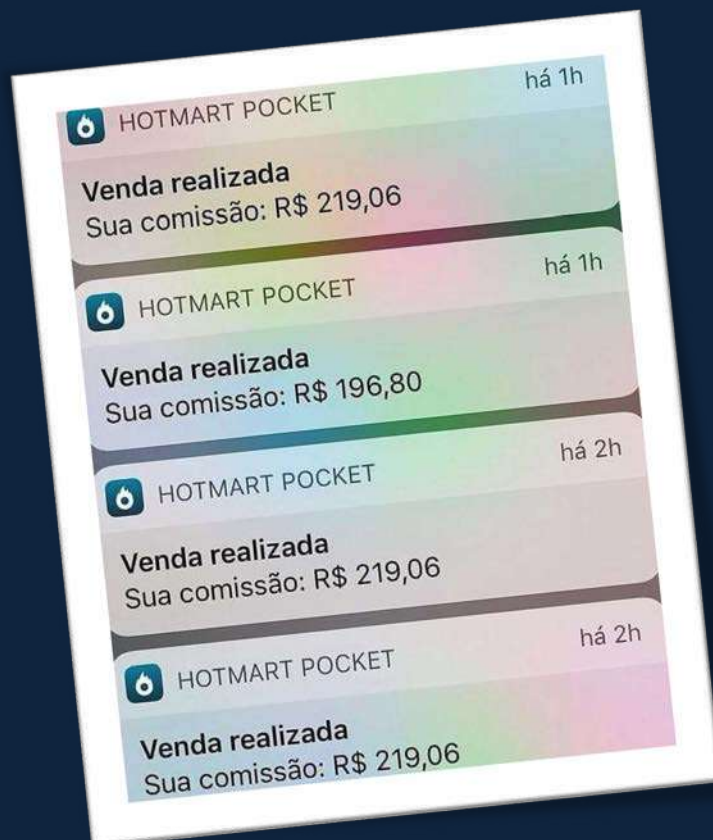 HOTMART POCKET
há 1h
Venda realizada
Sua comissão: R$ 219,06
HOTMART POCKET
há 1h
Venda realizada
Sua comissão: R$ 196,80
HOTMART POCKET
há 2h
Venda realizada
Sua comissão: R$ 219,06
HOTMART POCKET
há 2h
Venda realizada
Sua comissão: R$ 219,06